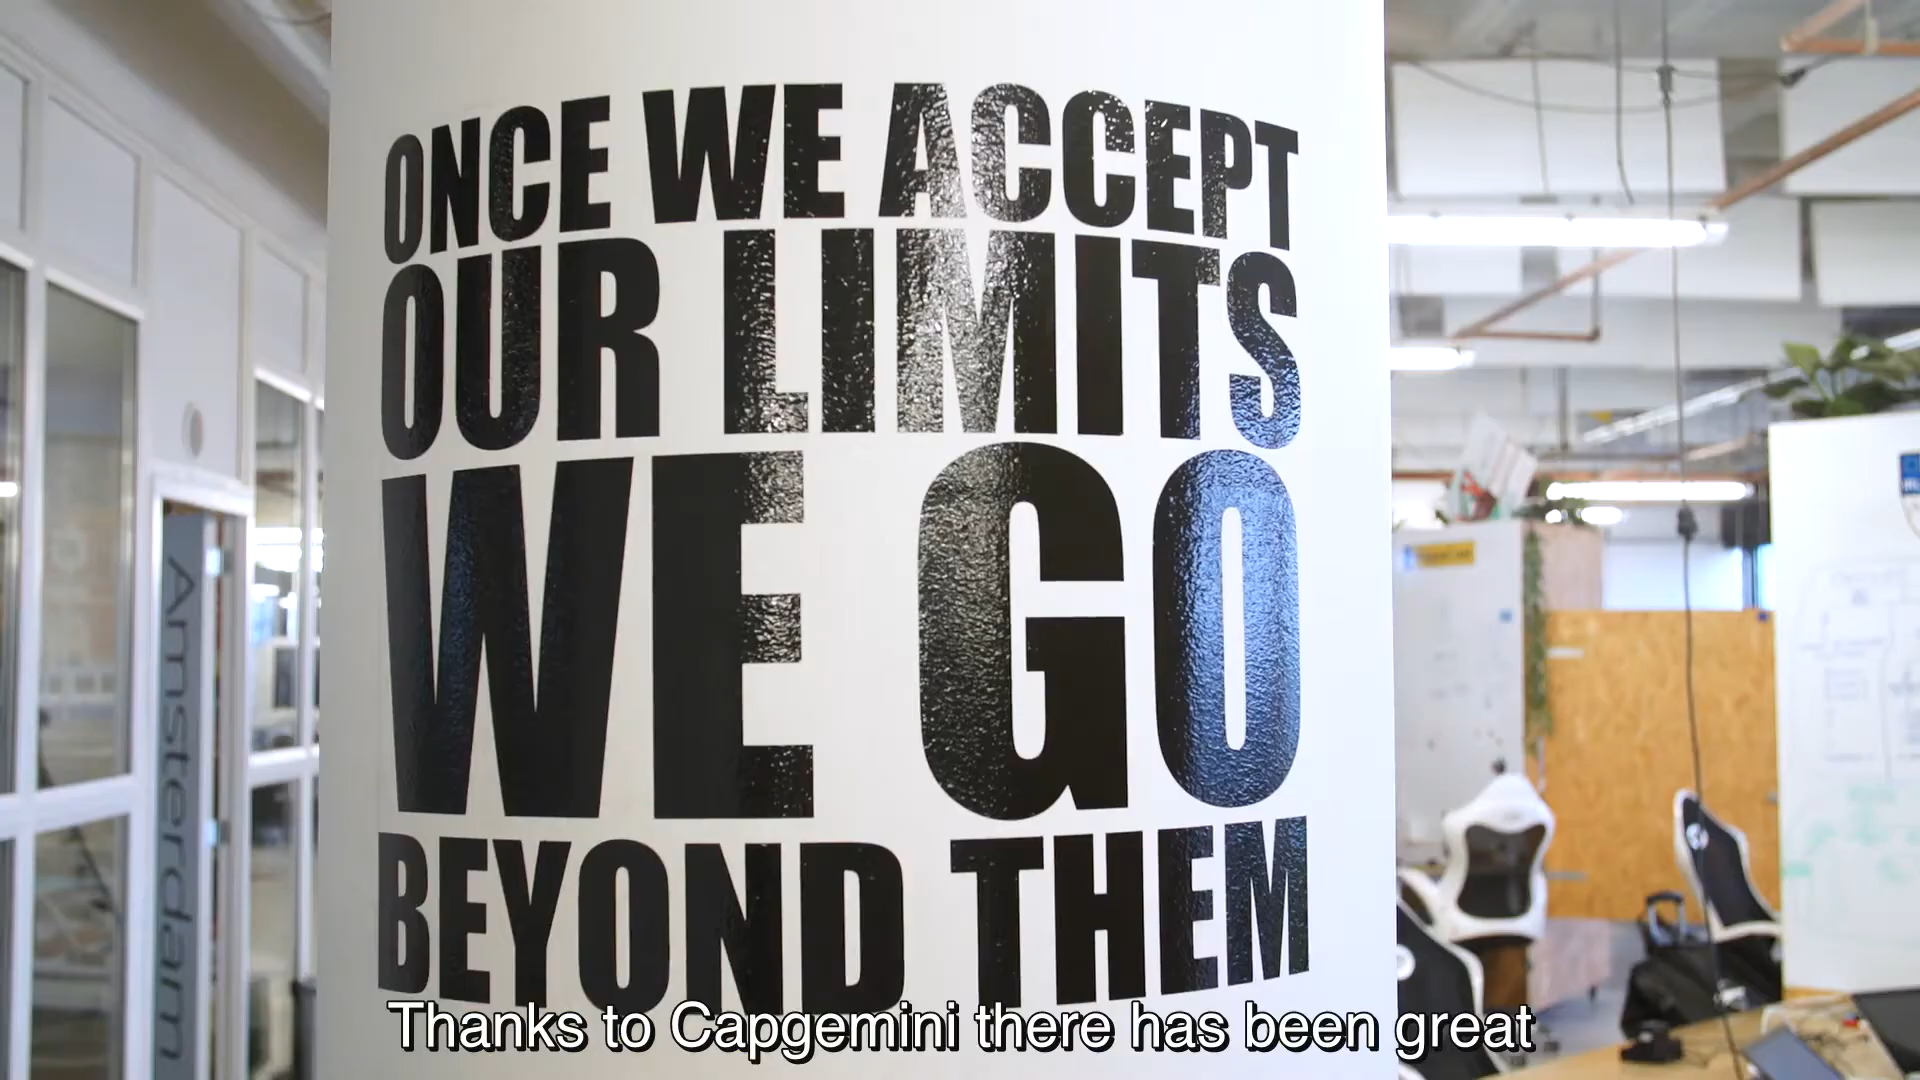 ONCE WE ACCEPT
OUR LIMITS
WE GO
BEYOND THEM
Amsterdam
Thanks to Capgemini there has been great